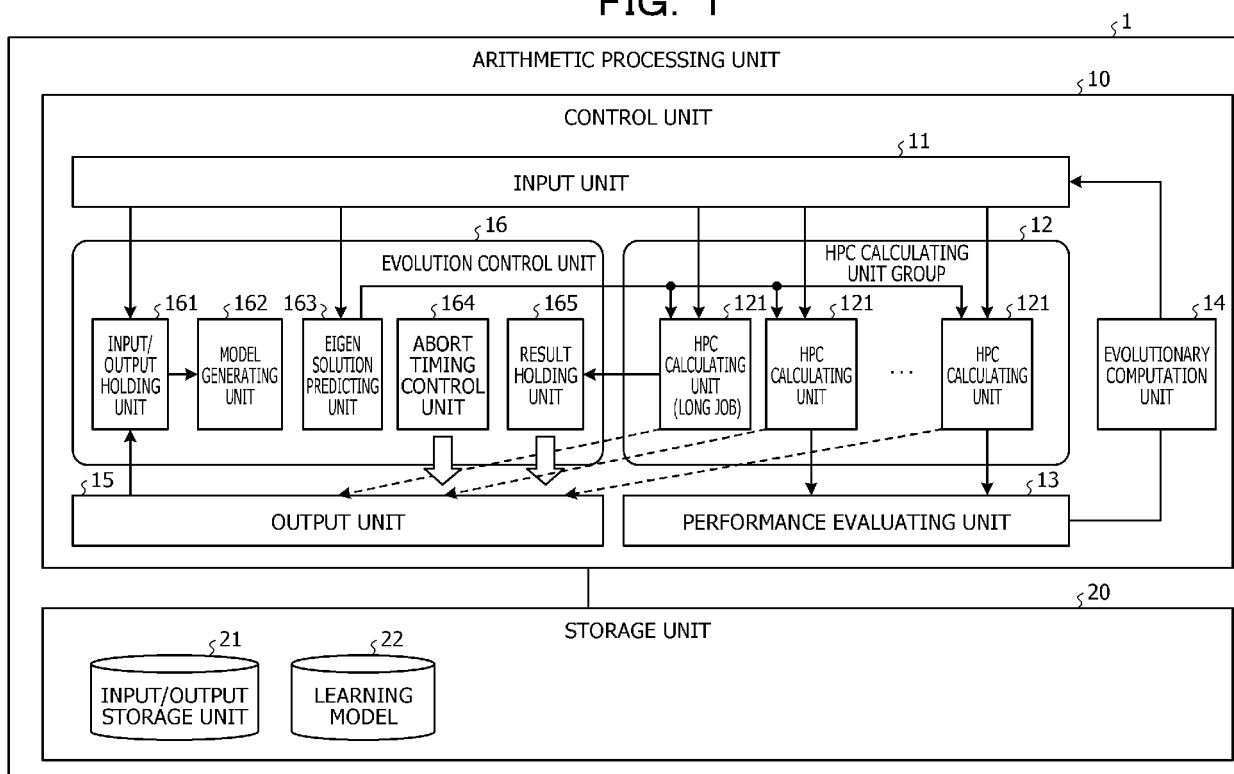 FIG. 1
1
ARITHMETIC PROCESSING UNIT
10
CONTROL UNIT
11
INPUT UNIT
16
EVOLUTION CONTROL UNIT
12
HPC CALCULATING
UNIT GROUP
161
INPUT/
OUTPUT
HOLDING
UNIT
162
MODEL
GENERATING
UNIT
163
EIGEN
SOLUTION
PREDICTING
UNIT
164
ABORT
TIMING
CONTROL
UNIT
165
RESULT
HOLDING
UNIT
121
HPC
CALCULATING
UNIT
(LONG JOB)
121
HPC
CALCULATING
UNIT
...
121
HPC
CALCULATING
UNIT
14
EVOLUTIONARY
COMPUTATION
UNIT
15
OUTPUT UNIT
13
PERFORMANCE EVALUATING UNIT
20
STORAGE UNIT
21
INPUT/OUTPUT
STORAGE UNIT
22
LEARNING
MODEL